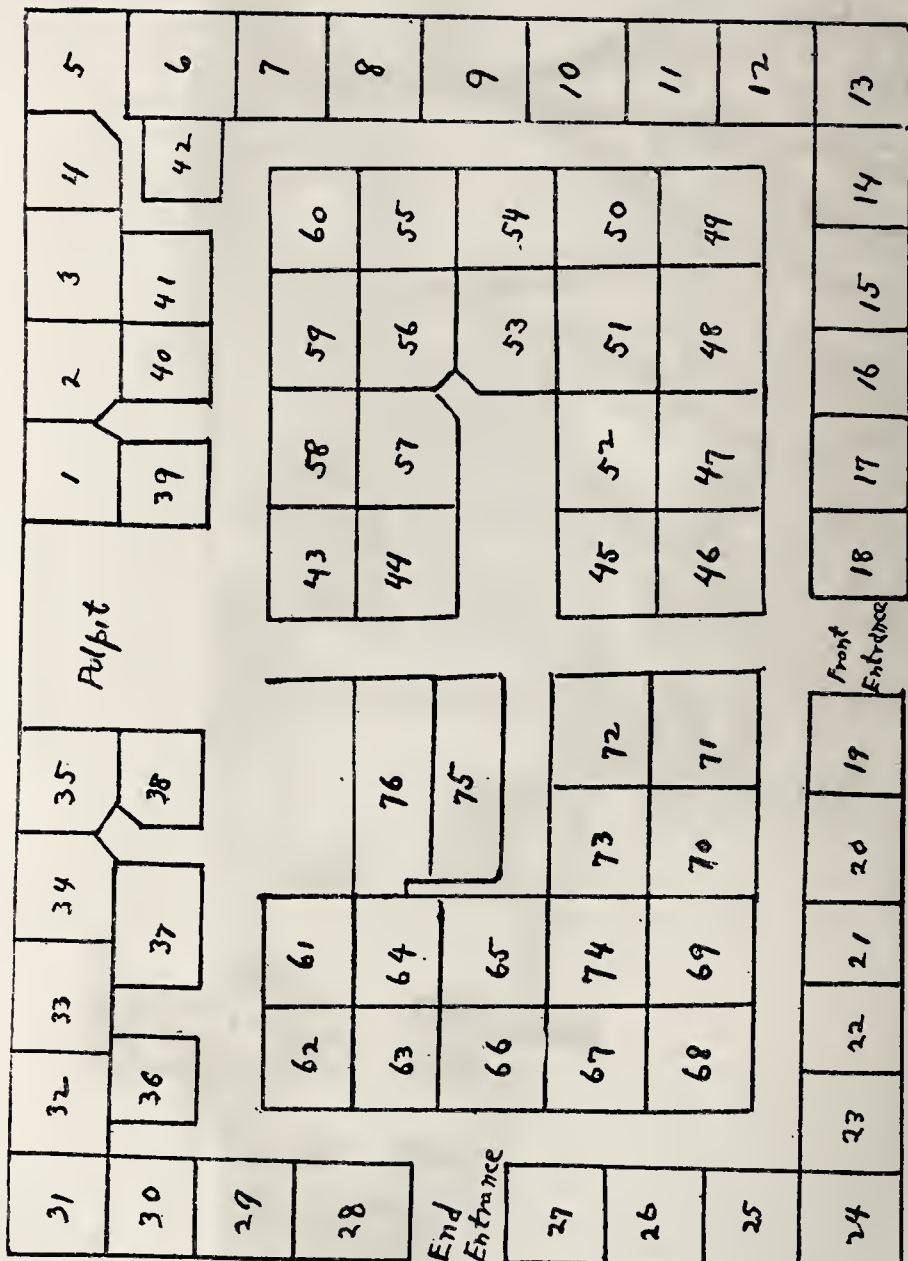 31 32 33 34 35 Pulpit 1 2 3 4 5
30 36 37 38 39 40 41 42 6
29 7
62 61 43 58 59 60
28 8
63 64 76 44 57 56 55
End
Entrance
66 65 75 53 54 9
27 67 74 73 72 45 52 51 50 10
26 68 69 70 71 46 47 48 49 11
25 12
Front
Entrance
24 23 22 21 20 19 18 17 16 15 14 13